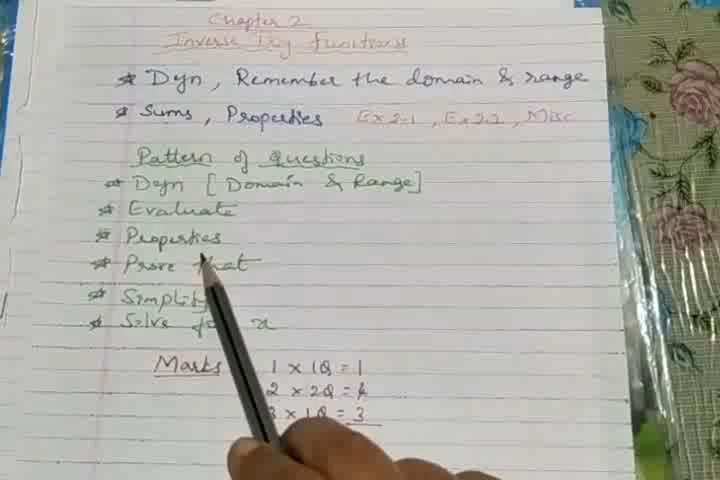 Chapter 2
Inverse Trig functions
* Defn, Remember the domain & range
* Sums, Properties Ex 2.1, Ex 2.2, Misc
Pattern of questions
* Defn [Domain & Range]
* Evaluate
* Properties
* Prove that
* Simplify
* Solve for x
Marks 1 x 1Q = 1
2 x 2Q = 4
3 x 1Q = 3